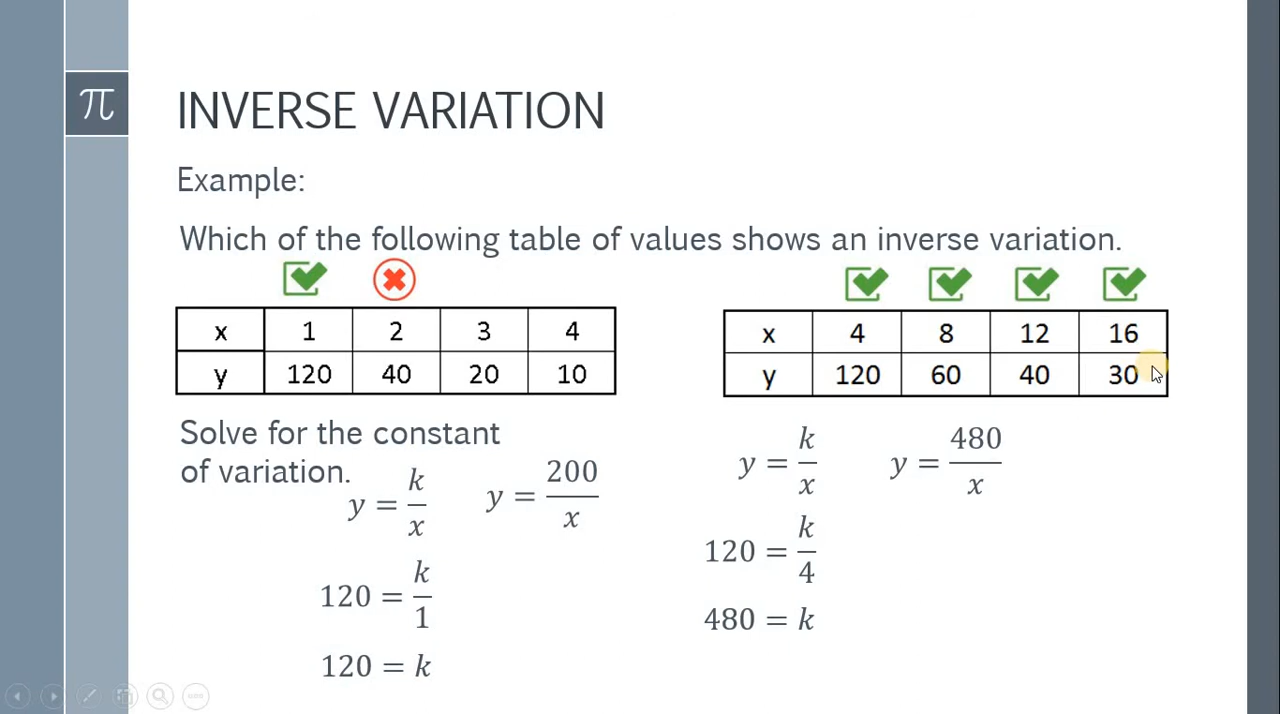 π
INVERSE VARIATION
Example:
Which of the following table of values shows an inverse variation.
x 1 2 3 4
y 120 40 20 10
x 4 8 12 16
y 120 60 40 30
Solve for the constant
of variation.
y = k/x
y = 200/x
120 = k/1
120 = k
y = k/x
y = 480/x
120 = k/4
480 = k